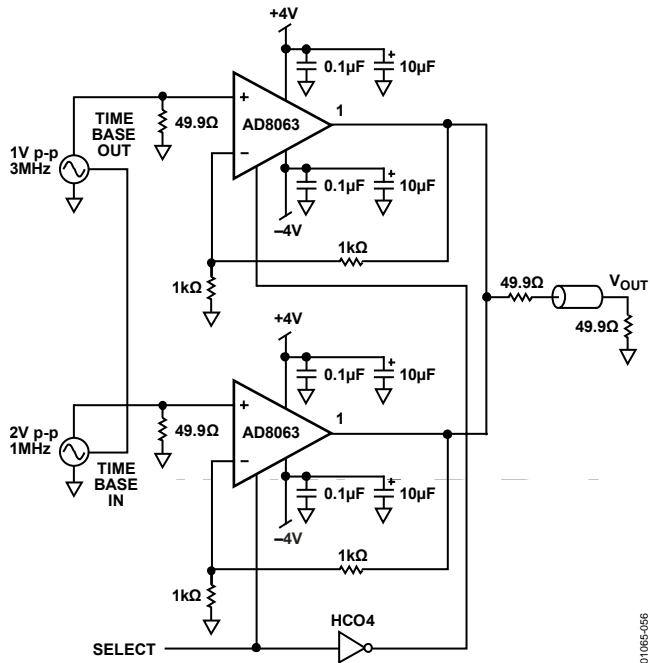 +4V
0.1µF
10µF
+
TIME
BASE
OUT
49.9Ω
+
AD8063
1
−
1V p-p
3MHz
0.1µF
10µF
+
−4V
1kΩ
1kΩ
49.9Ω
VOUT
49.9Ω
+4V
0.1µF
10µF
+
2V p-p
1MHz
49.9Ω
+
AD8063
1
−
TIME
BASE
IN
0.1µF
10µF
+
−4V
1kΩ
1kΩ
HCO4
SELECT
01065-056